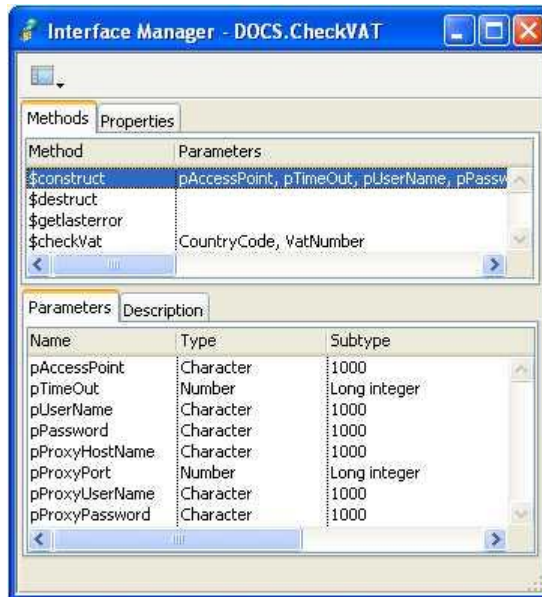 Interface Manager - DOCS.CheckVAT
Methods Properties
Method Parameters
$construct pAccessPoint, pTimeOut, pUserName, pPassw
$destruct
$getlasterror
$checkVat CountryCode, VatNumber
Parameters Description
Name Type Subtype
pAccessPoint Character 1000
pTimeOut Number Long integer
pUserName Character 1000
pPassword Character 1000
pProxyHostName Character 1000
pProxyPort Number Long integer
pProxyUserName Character 1000
pProxyPassword Character 1000